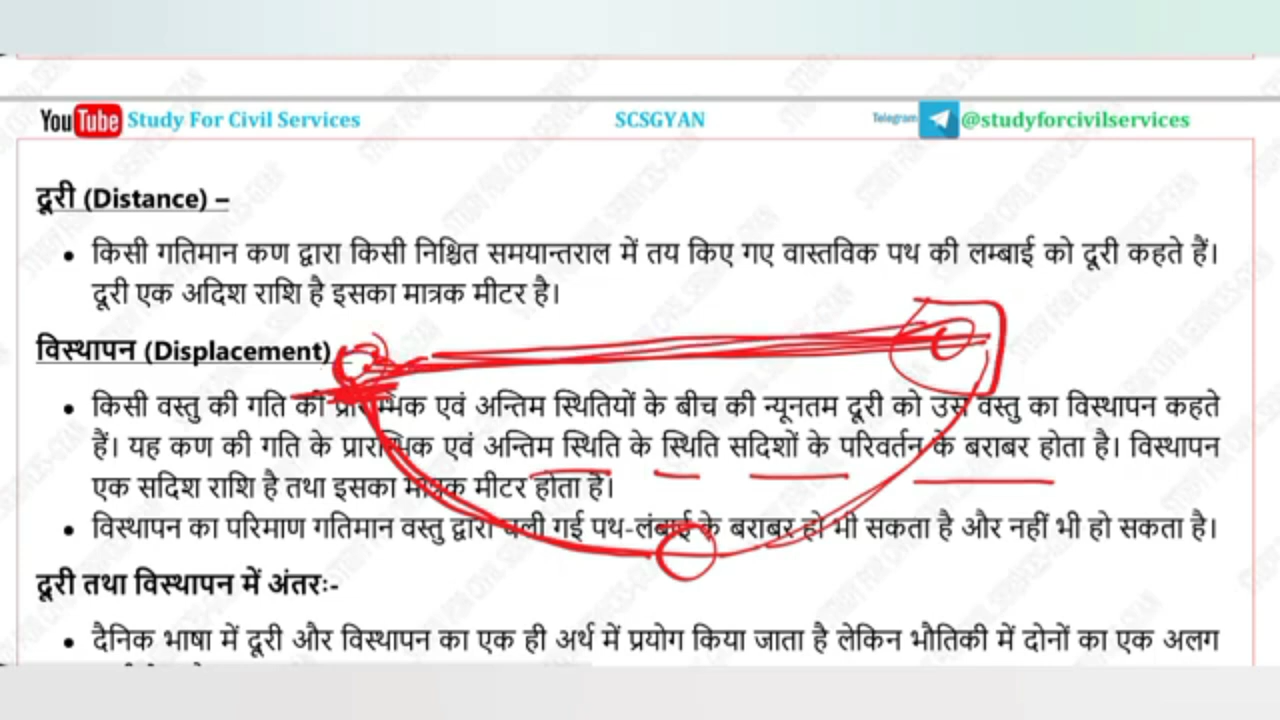 YouTube Study For Civil Services SCSGYAN Telegram @studyforcivilservices
दूरी (Distance) –
• किसी गतिमान कण द्वारा किसी निश्चित समयान्तराल में तय किए गए वास्तविक पथ की लम्बाई को दूरी कहते हैं।
दूरी एक अदिश राशि है इसका मात्रक मीटर है।
विस्थापन (Displacement)
• किसी वस्तु की गति की प्रारम्भिक एवं अन्तिम स्थितियों के बीच की न्यूनतम दूरी को उस वस्तु का विस्थापन कहते
हैं। यह कण की गति के प्रारम्भिक एवं अन्तिम स्थिति के स्थिति सदिशों के परिवर्तन के बराबर होता है। विस्थापन
एक सदिश राशि है तथा इसका मात्रक मीटर होता है।
• विस्थापन का परिमाण गतिमान वस्तु द्वारा चली गई पथ-लंबाई के बराबर हो भी सकता है और नहीं भी हो सकता है।
दूरी तथा विस्थापन में अंतरः-
• दैनिक भाषा में दूरी और विस्थापन का एक ही अर्थ में प्रयोग किया जाता है लेकिन भौतिकी में दोनों का एक अलग